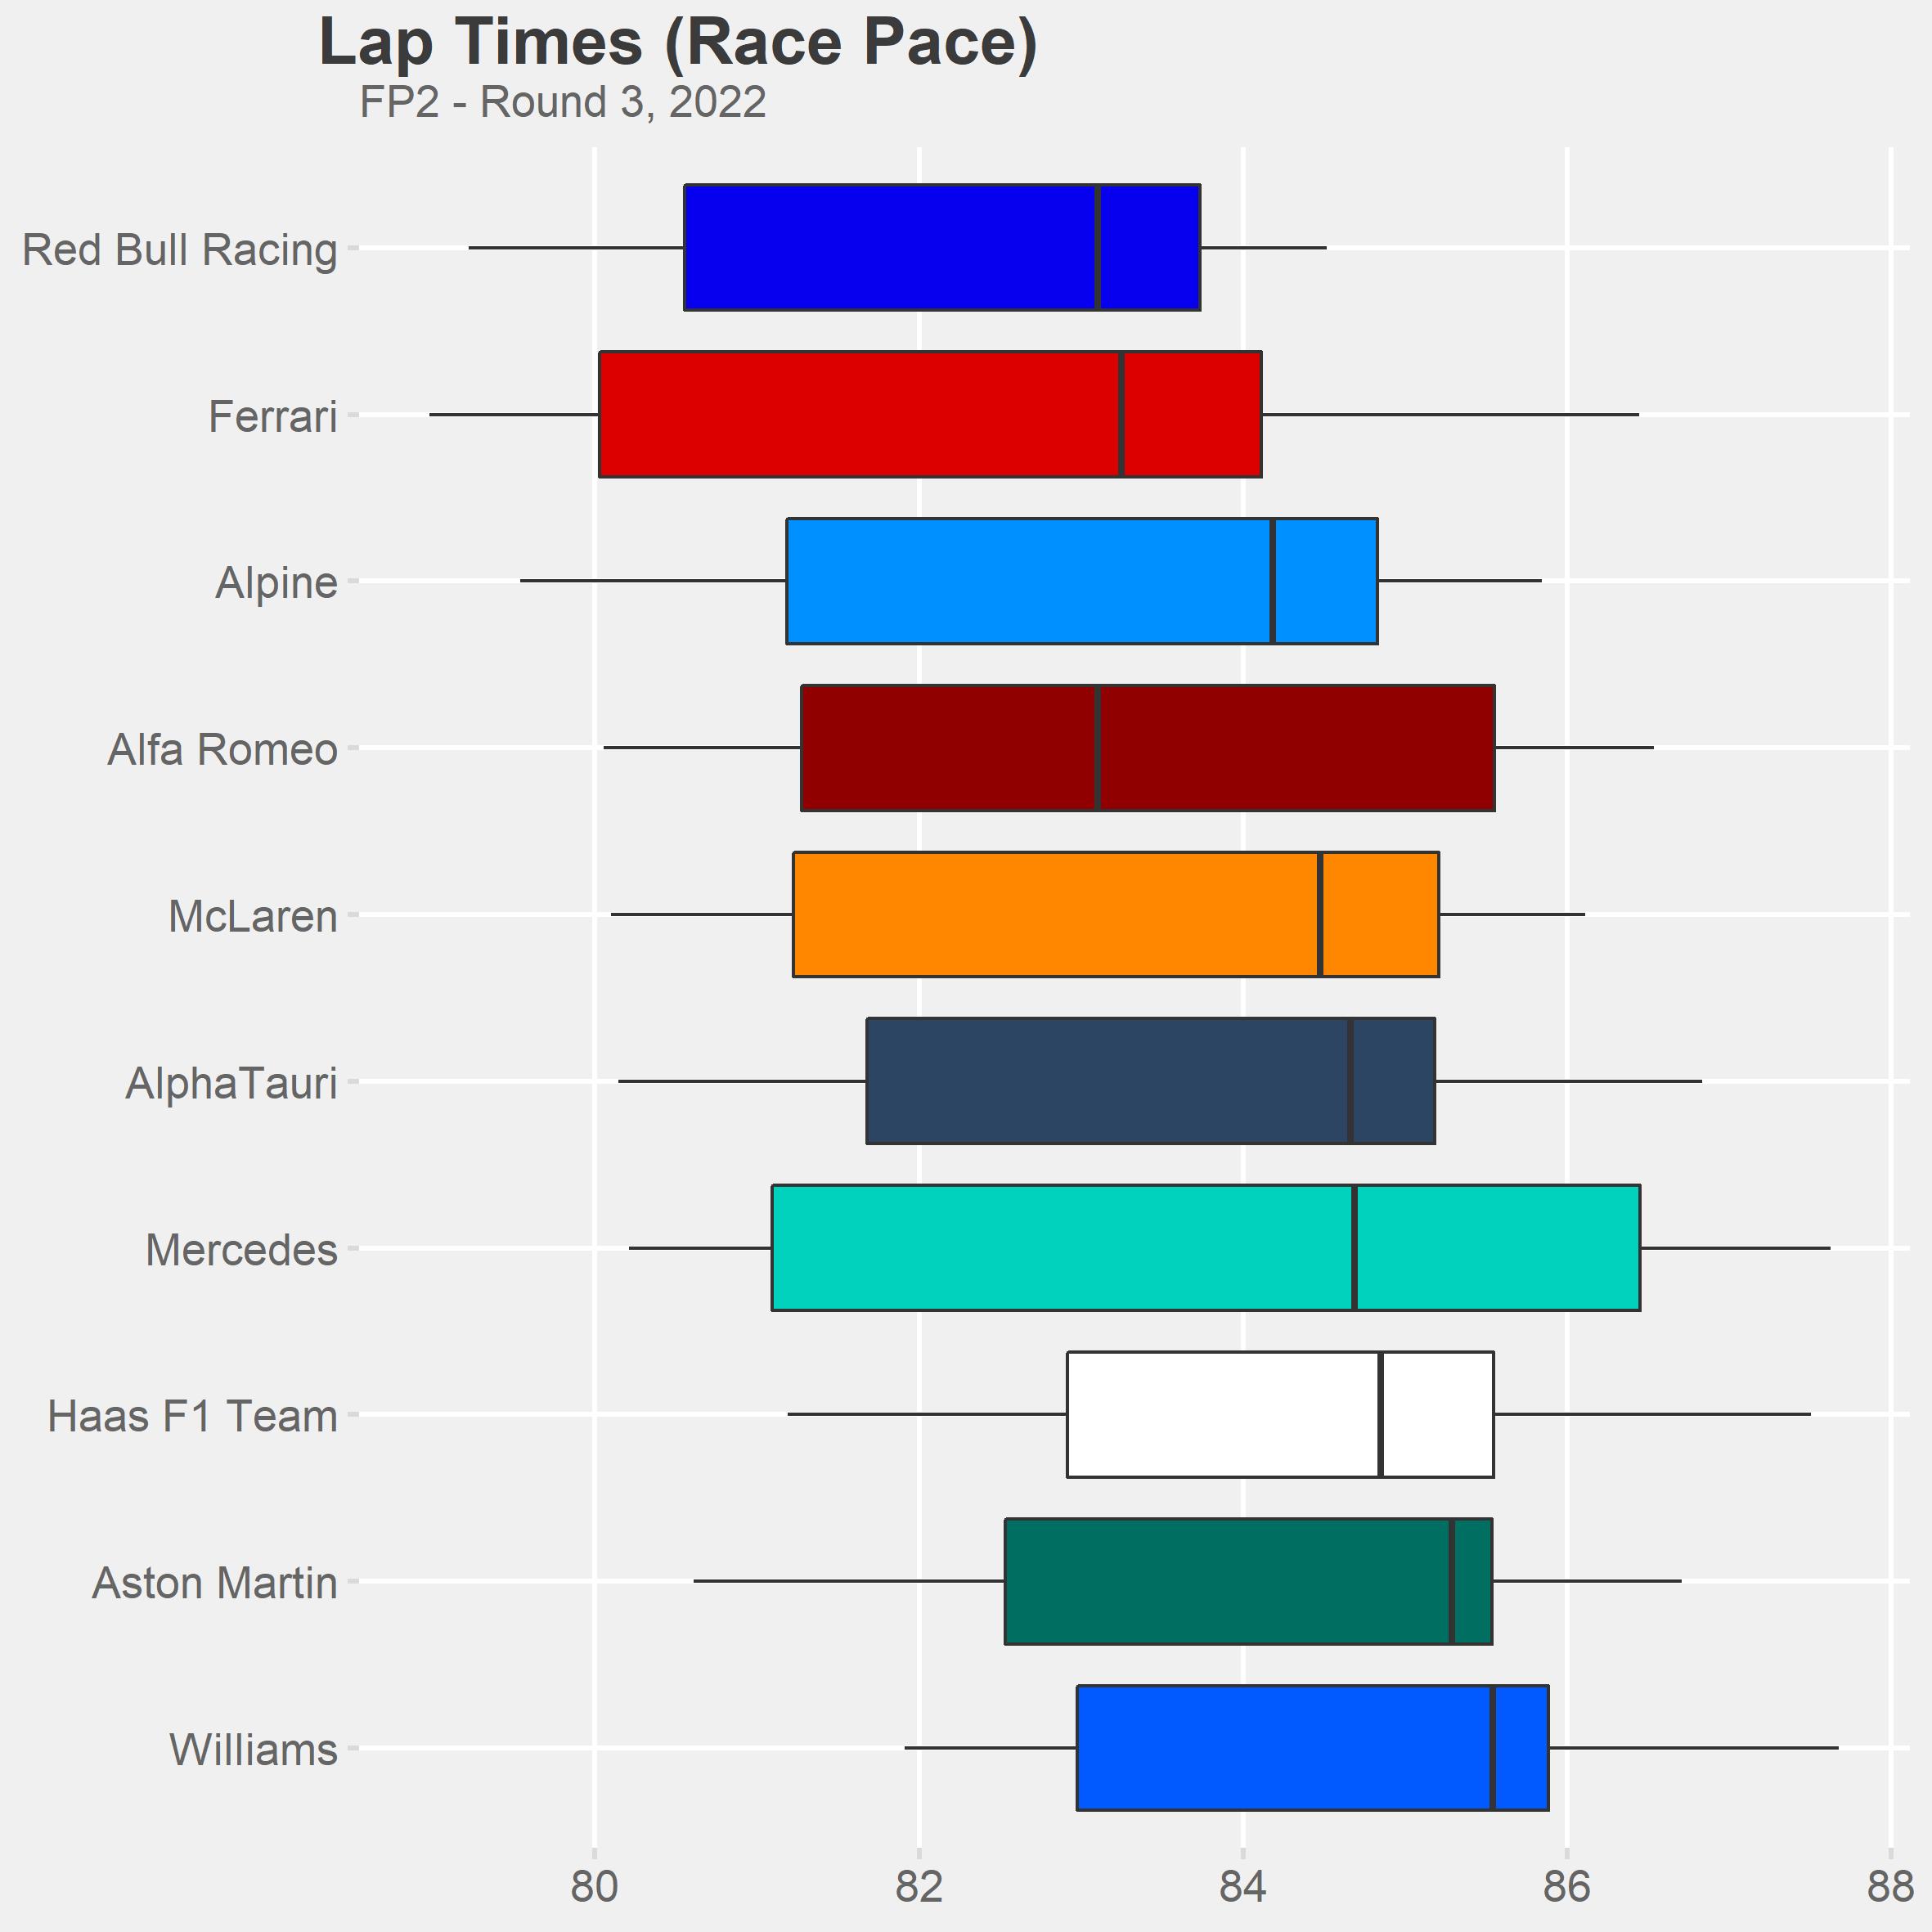 Lap Times (Race Pace)
FP2 - Round 3, 2022
Red Bull Racing
Ferrari
Alpine
Alfa Romeo
McLaren
AlphaTauri
Mercedes
Haas F1 Team
Aston Martin
Williams
80 82 84 86 88